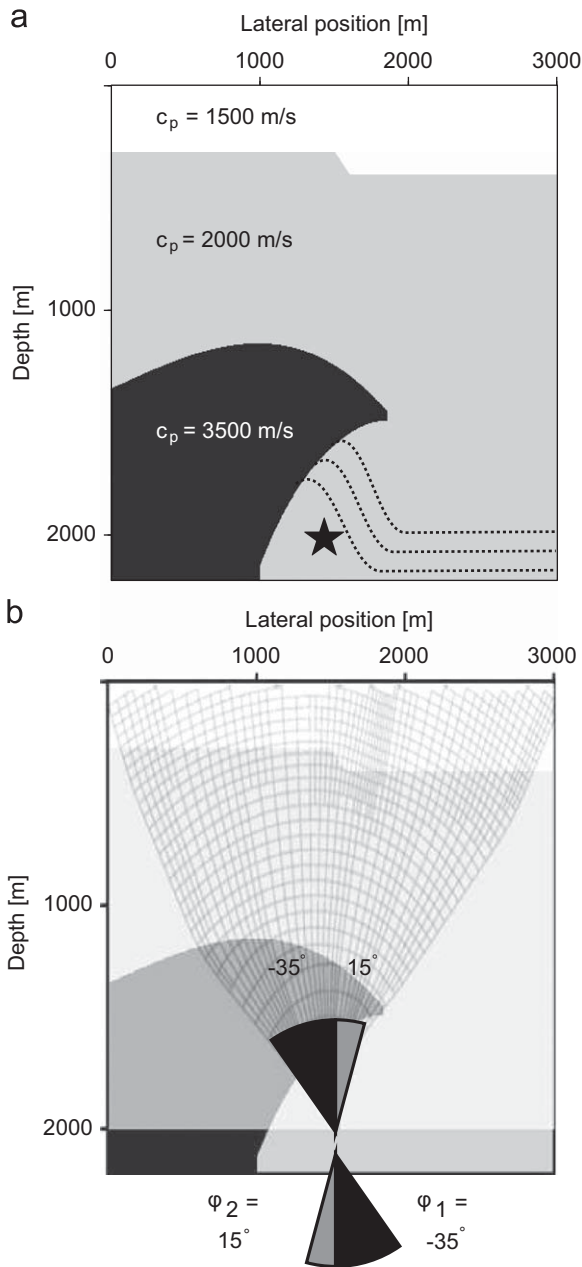 a
Lateral position [m]
0 1000 2000 3000
c_p = 1500 m/s
c_p = 2000 m/s
Depth [m]
1000
c_p = 3500 m/s
2000
b
Lateral position [m]
0 1000 2000 3000
Depth [m]
1000
-35° 15°
2000
φ_2 = φ_1 =
15° -35°